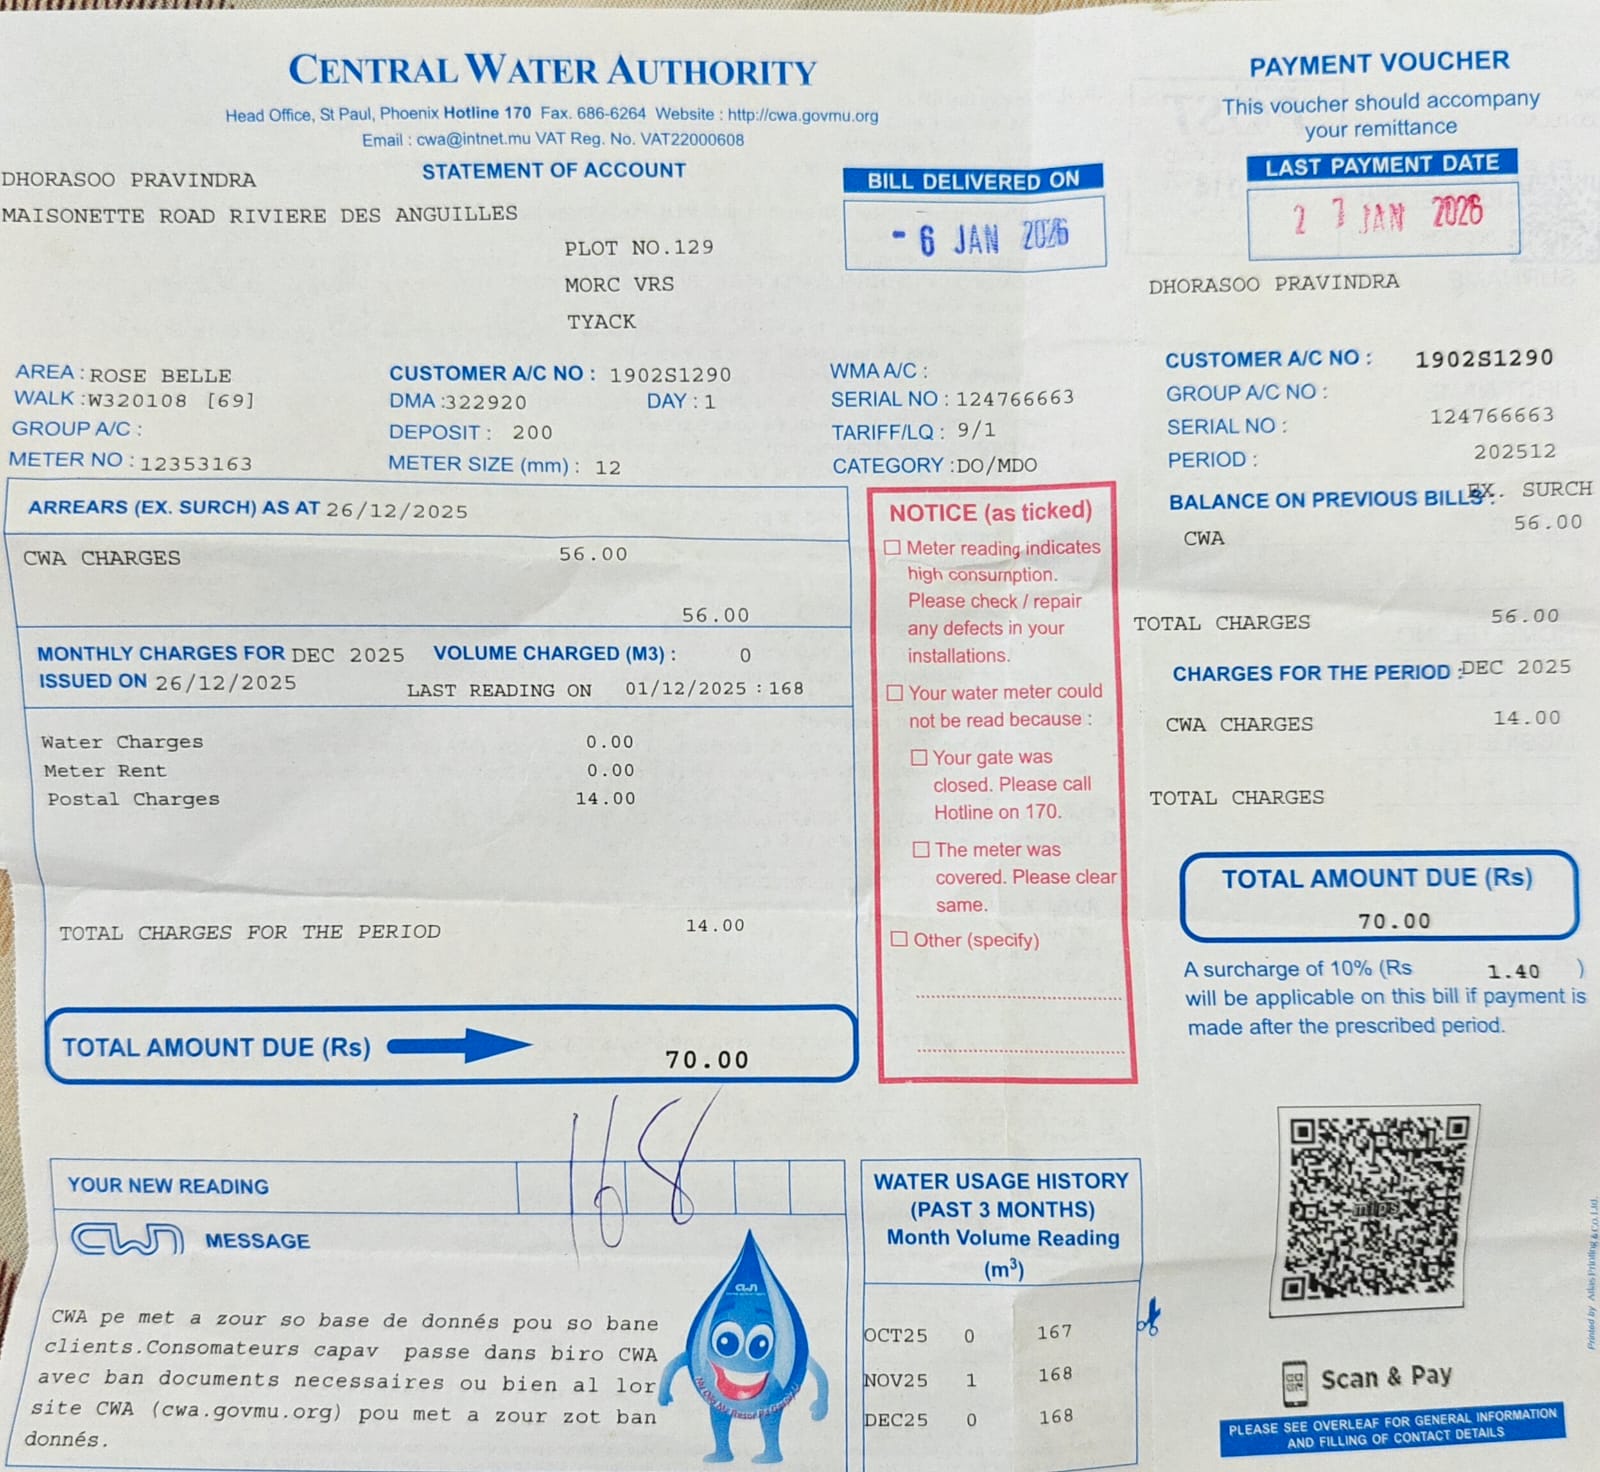 CENTRAL WATER AUTHORITY
Head Office, St Paul, Phoenix Hotline 170 Fax. 686-6264 Website : http://cwa.govmu.org
Email : cwa@intnet.mu VAT Reg. No. VAT22000608
STATEMENT OF ACCOUNT
DHORASOO PRAVINDRA
MAISONETTE ROAD RIVIERE DES ANGUILLES
PLOT NO.129
MORC VRS
TYACK
BILL DELIVERED ON
- 6 JAN 2026
AREA : ROSE BELLE
WALK :W320108 [69]
GROUP A/C :
METER NO : 12353163
CUSTOMER A/C NO : 1902S1290
DMA :322920 DAY : 1
DEPOSIT : 200
METER SIZE (mm) : 12
WMA A/C :
SERIAL NO : 124766663
TARIFF/LQ : 9/1
CATEGORY :DO/MDO
ARREARS (EX. SURCH) AS AT 26/12/2025
CWA CHARGES 56.00
56.00
MONTHLY CHARGES FOR DEC 2025 VOLUME CHARGED (M3) : 0
ISSUED ON 26/12/2025 LAST READING ON 01/12/2025 : 168
Water Charges 0.00
Meter Rent 0.00
Postal Charges 14.00
TOTAL CHARGES FOR THE PERIOD 14.00
TOTAL AMOUNT DUE (Rs) 70.00
NOTICE (as ticked)
Meter reading indicates
high consumption.
Please check / repair
any defects in your
installations.
Your water meter could
not be read because :
Your gate was
closed. Please call
Hotline on 170.
The meter was
covered. Please clear
same.
Other (specify)
YOUR NEW READING 168
CWA MESSAGE
CWA pe met a zour so base de donnés pou so bane
clients.Consomateurs capav passe dans biro CWA
avec ban documents necessaires ou bien al lor
site CWA (cwa.govmu.org) pou met a zour zot ban
donnés.
WATER USAGE HISTORY
(PAST 3 MONTHS)
Month Volume Reading
(m³)
OCT25 0 167
NOV25 1 168
DEC25 0 168
PAYMENT VOUCHER
This voucher should accompany
your remittance
LAST PAYMENT DATE
2 7 JAN 2026
DHORASOO PRAVINDRA
CUSTOMER A/C NO : 1902S1290
GROUP A/C NO :
SERIAL NO : 124766663
PERIOD : 202512
BALANCE ON PREVIOUS BILLS : EX. SURCH
CWA 56.00
TOTAL CHARGES 56.00
CHARGES FOR THE PERIOD :DEC 2025
CWA CHARGES 14.00
TOTAL CHARGES
TOTAL AMOUNT DUE (Rs)
70.00
A surcharge of 10% (Rs 1.40 )
will be applicable on this bill if payment is
made after the prescribed period.
mips
Scan & Pay
PLEASE SEE OVERLEAF FOR GENERAL INFORMATION
AND FILLING OF CONTACT DETAILS
Printed by Atlas Printing & Co. Ltd.